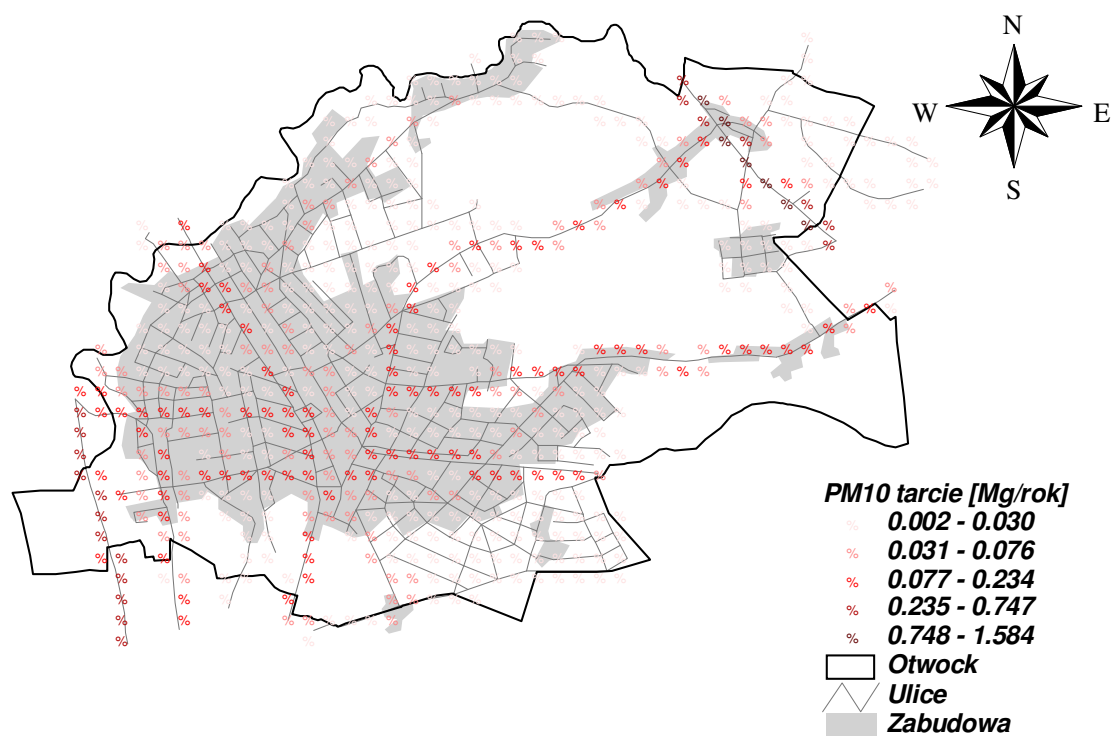 N
W
E
S
PM10 tarcie [Mg/rok]
% 0.002 - 0.030
% 0.031 - 0.076
% 0.077 - 0.234
% 0.235 - 0.747
% 0.748 - 1.584
Otwock
Ulice
Zabudowa